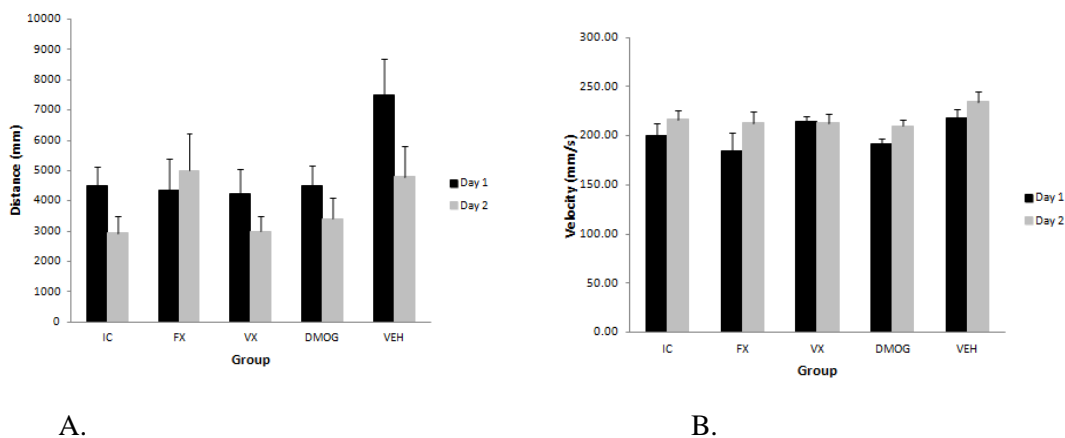 10000
9000
8000
7000
6000
5000
4000
3000
2000
1000
0
Distance (mm)
IC FX VX DMOG VEH
Group
Day 1
Day 2
A.
300.00
250.00
200.00
150.00
100.00
50.00
0.00
Velocity (mm/s)
IC FX VX DMOG VEH
Group
Day 1
Day 2
B.